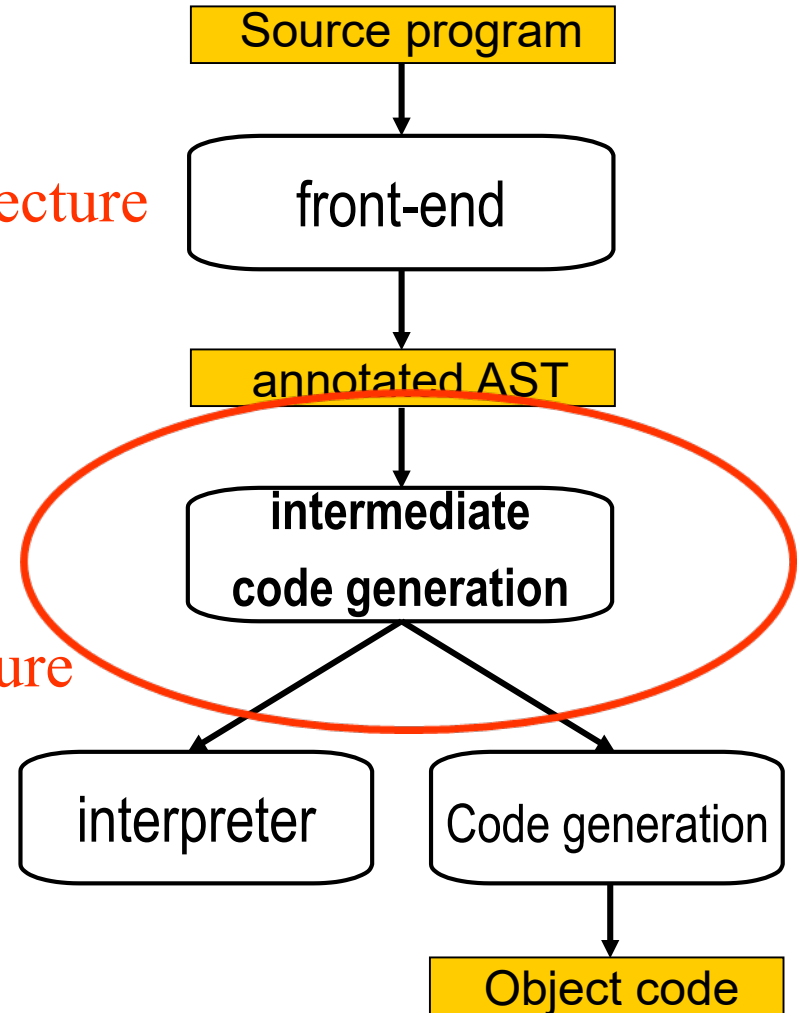 Source program
ecture
front-end
annotated AST
intermediate
code generation
ure
interpreter
Code generation
Object code